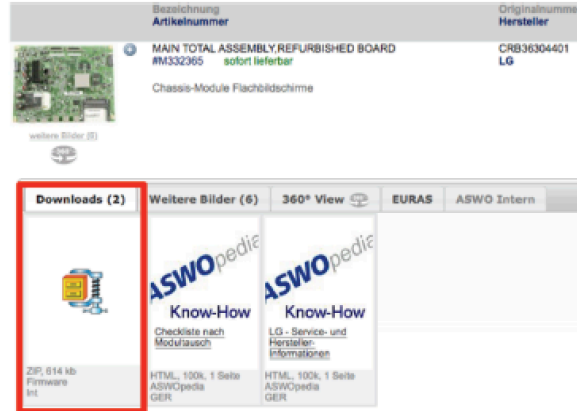 Bezeichnung
Originalnumme
Artikelnummer
Hersteller
MAIN TOTAL ASSEMBLY,REFURBISHED BOARD
CRB36304401
#M332365 sofort lieferbar
LG
Chassis-Module Flachbildschirme
weitere Bilder (6)
360°
Downloads (2)
Weitere Bilder (6)
360° View
EURAS
ASWO Intern
ASWOpedia
Know-How
Checkliste nach
Modultausch
ASWOpedia
Know-How
LG - Service- und
Hersteller-
Informationen
ZIP, 614 kb
Firmware
Int
HTML, 100k, 1 Seite
ASWOpedia
GER
HTML, 100k, 1 Seite
ASWOpedia
GER